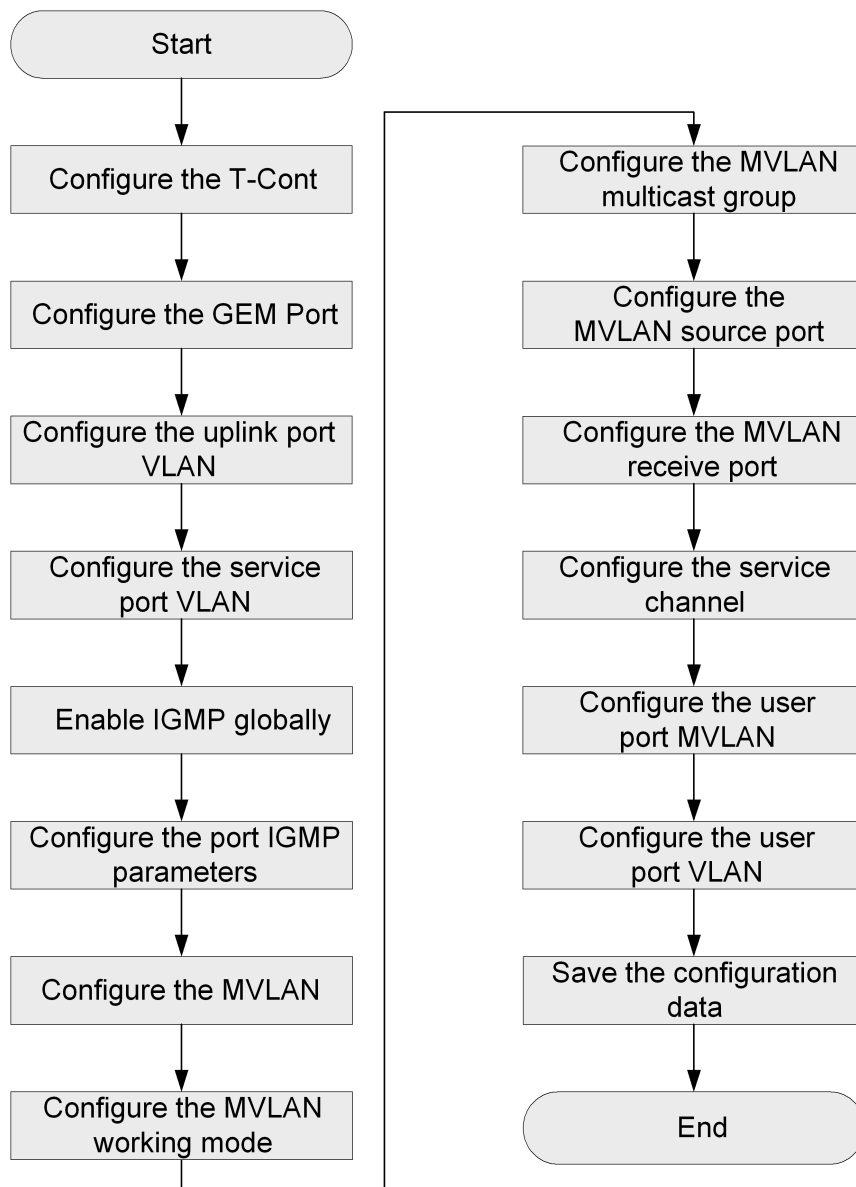 Start
Configure the T-Cont
Configure the GEM Port
Configure the uplink port
VLAN
Configure the service
port VLAN
Enable IGMP globally
Configure the port IGMP
parameters
Configure the MVLAN
Configure the MVLAN
working mode
Configure the MVLAN
multicast group
Configure the
MVLAN source port
Configure the MVLAN
receive port
Configure the service
channel
Configure the user
port MVLAN
Configure the user
port VLAN
Save the configuration
data
End